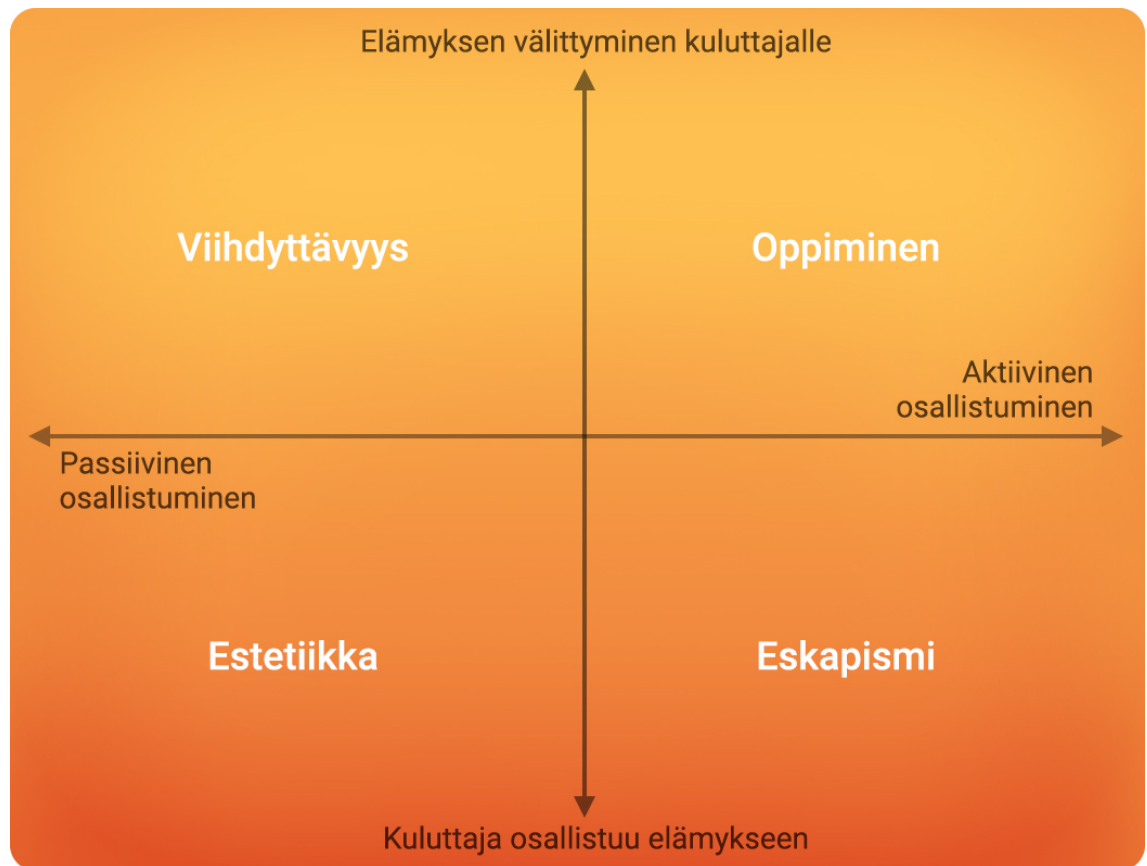 Elämyksen välittyminen kuluttajalle
Viihdyttävyys
Oppiminen
Aktiivinen
osallistuminen
Passiivinen
osallistuminen
Estetiikka
Eskapismi
Kuluttaja osallistuu elämykseen